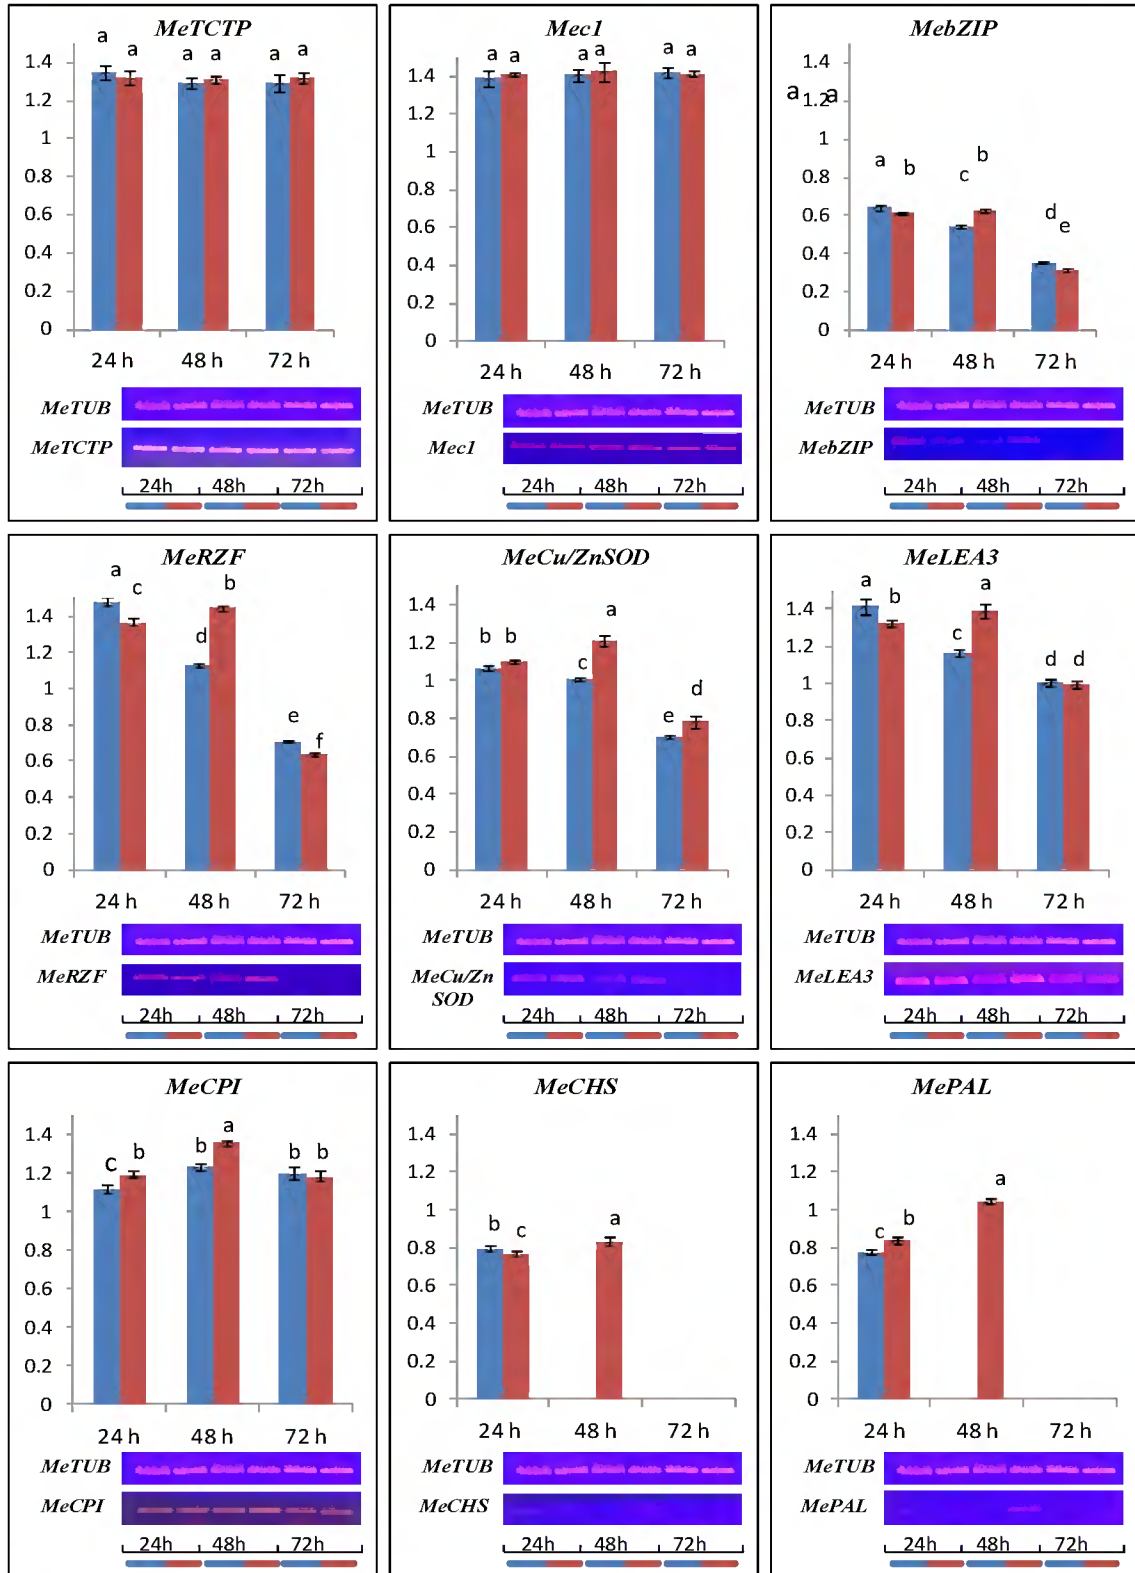 MeTCTP
a a a a a a
1.4
1.2
1
0.8
0.6
0.4
0.2
0
24 h 48 h 72 h
MeTUB
MeTCTP
24h 48h 72h
Mec1
a a a a a a
1.4
1.2
1
0.8
0.6
0.4
0.2
0
24 h 48 h 72 h
MeTUB
Mec1
24h 48h 72h
MebZIP
1.4
a 1.2 a
1
a b c b d e
0.8
0.6
0.4
0.2
0
24 h 48 h 72 h
MeTUB
MebZIP
24h 48h 72h
MeRZF
a c d b e f
1.4
1.2
1
0.8
0.6
0.4
0.2
0
24 h 48 h 72 h
MeTUB
MeRZF
24h 48h 72h
MeCu/ZnSOD
b b c a e d
1.4
1.2
1
0.8
0.6
0.4
0.2
0
24 h 48 h 72 h
MeTUB
MeCu/Zn
SOD
24h 48h 72h
MeLEA3
a b c a d d
1.4
1.2
1
0.8
0.6
0.4
0.2
0
24 h 48 h 72 h
MeTUB
MeLEA3
24h 48h 72h
MeCPI
c b b a b b
1.4
1.2
1
0.8
0.6
0.4
0.2
0
24 h 48 h 72 h
MeTUB
MeCPI
24h 48h 72h
MeCHS
b c a
1.4
1.2
1
0.8
0.6
0.4
0.2
0
24 h 48 h 72 h
MeTUB
MeCHS
24h 48h 72h
MePAL
c b a
1.4
1.2
1
0.8
0.6
0.4
0.2
0
24 h 48 h 72 h
MeTUB
MePAL
24h 48h 72h